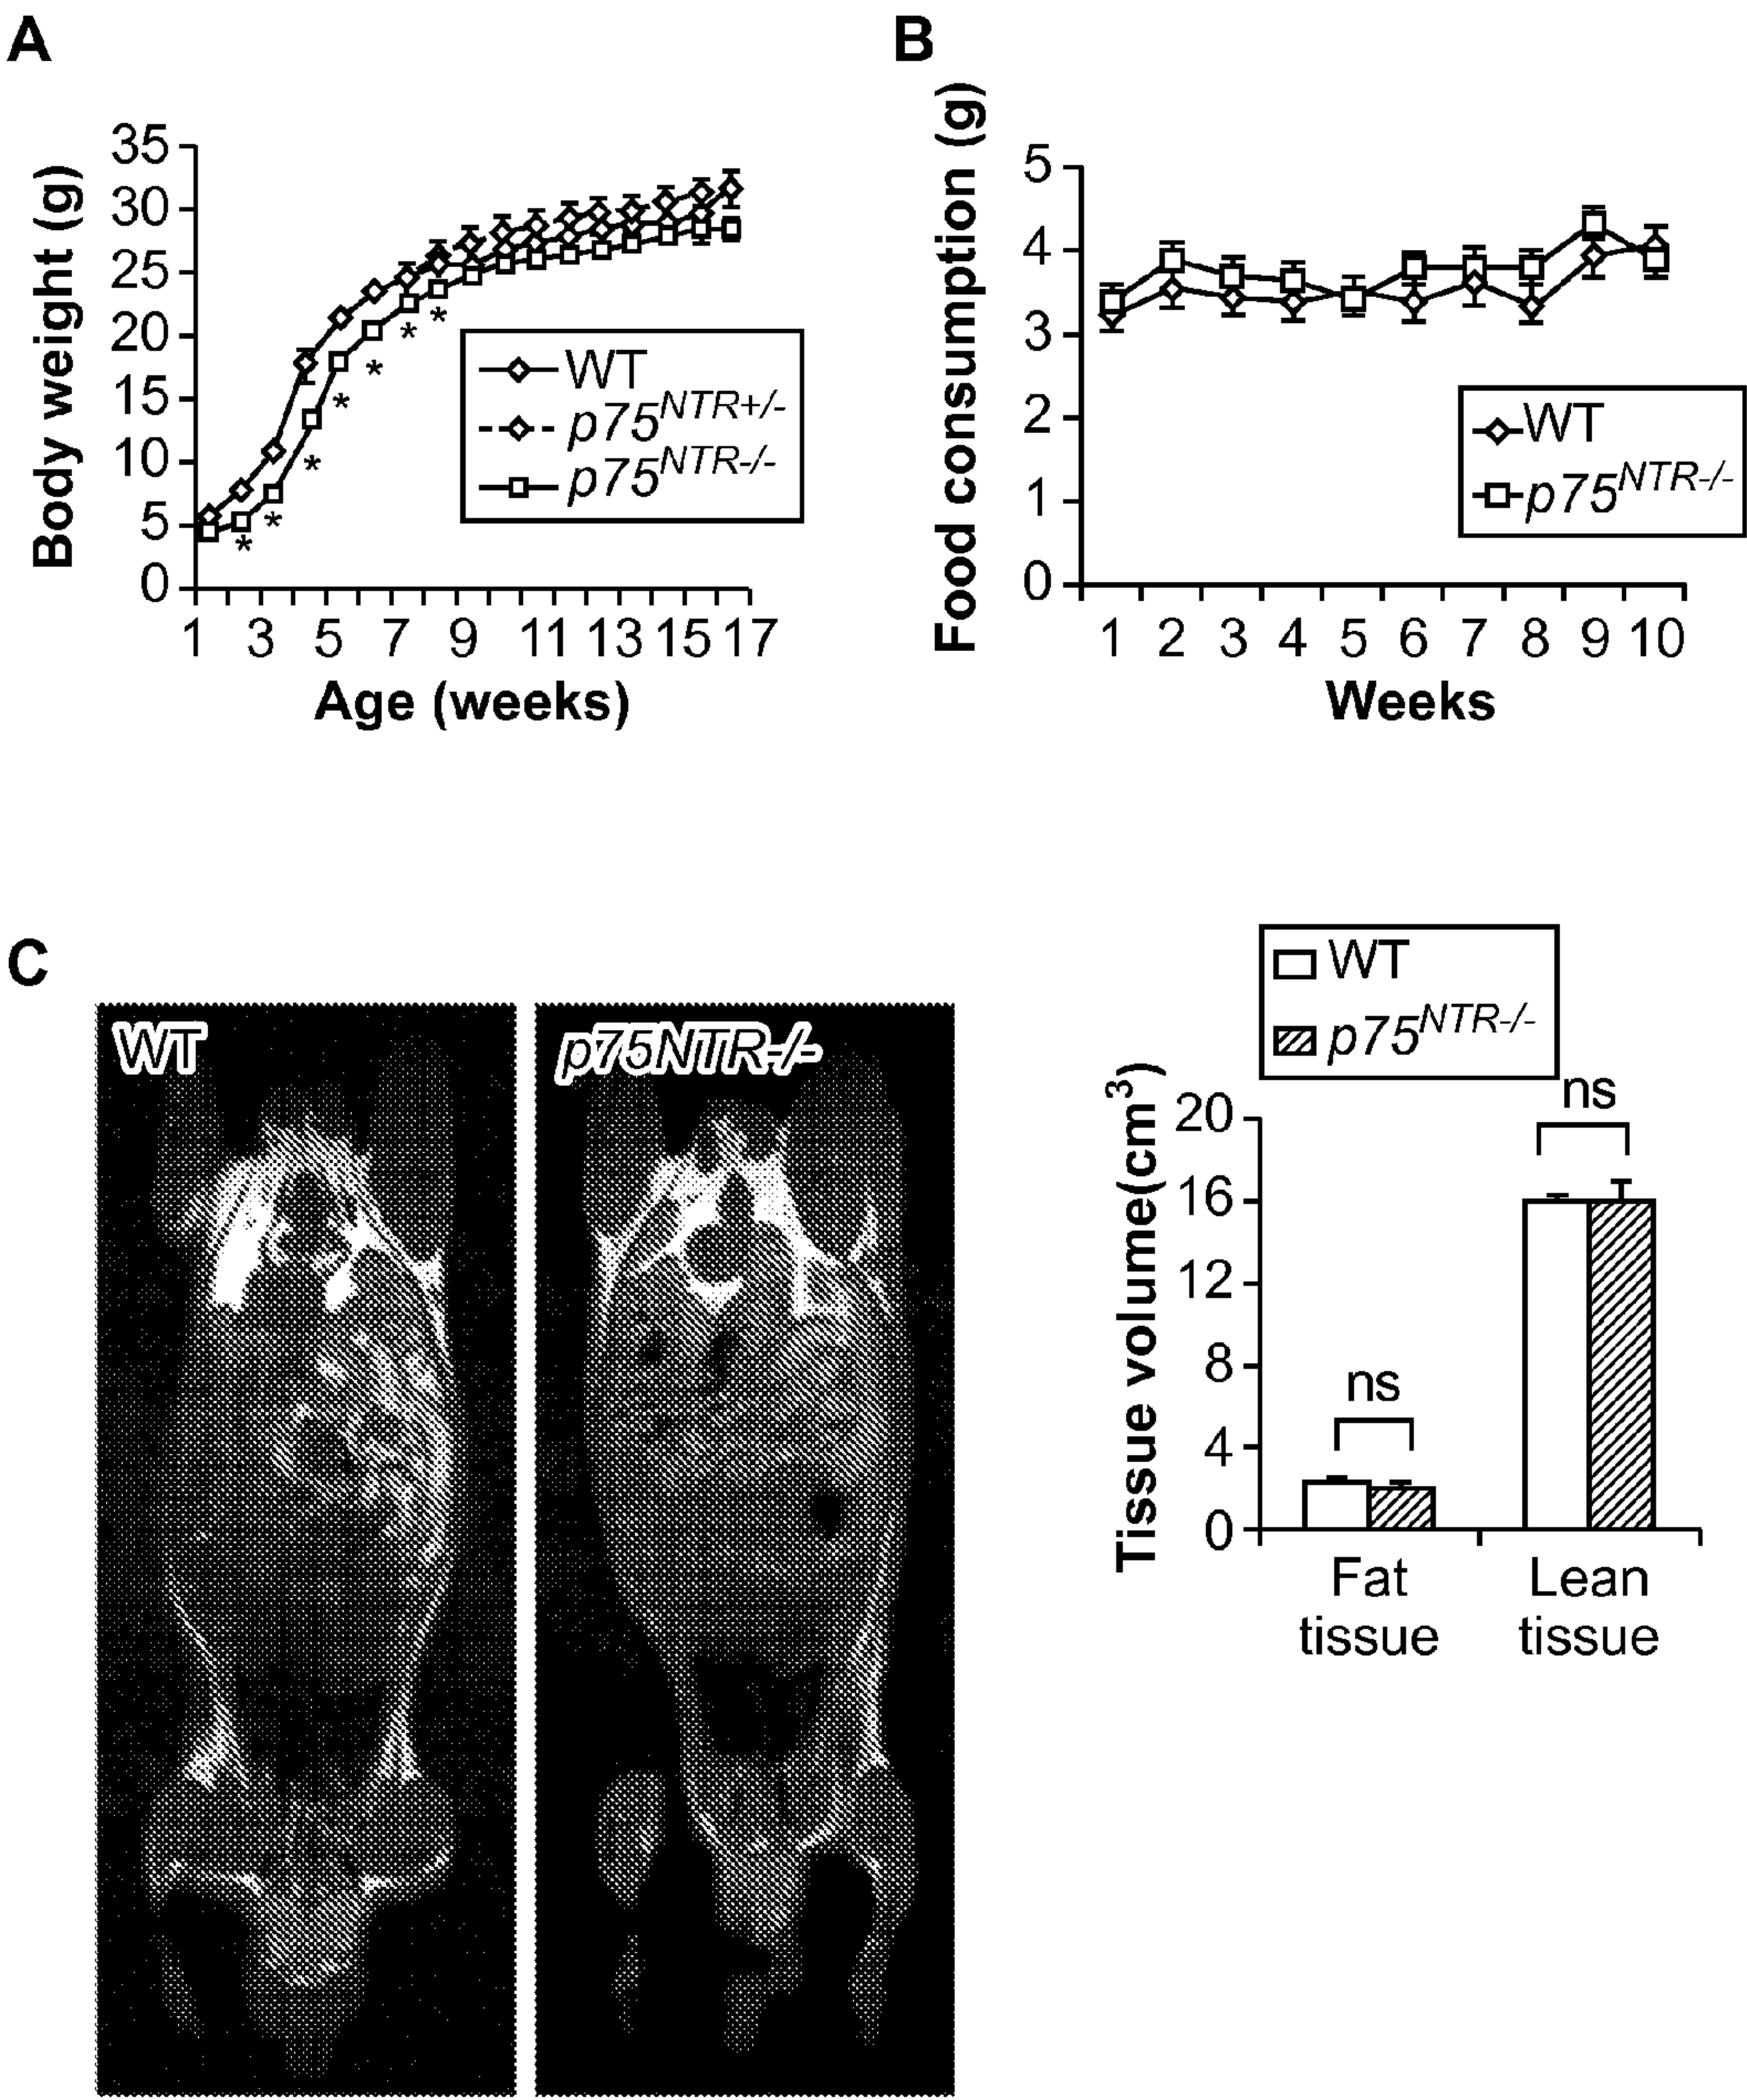 A
Body weight (g)
35
30
25
20
15
10
5
0
1 3 5 7 9 11 13 15 17
Age (weeks)
WT
p75NTR+/-
p75NTR-/-
* * * * * * *
B
Food consumption (g)
5
4
3
2
1
0
1 2 3 4 5 6 7 8 9 10
Weeks
WT
p75NTR-/-
C
WT
p75NTR-/-
WT
p75NTR-/-
Tissue volume(cm3)
20
16
12
8
4
0
ns
ns
Fat
tissue
Lean
tissue